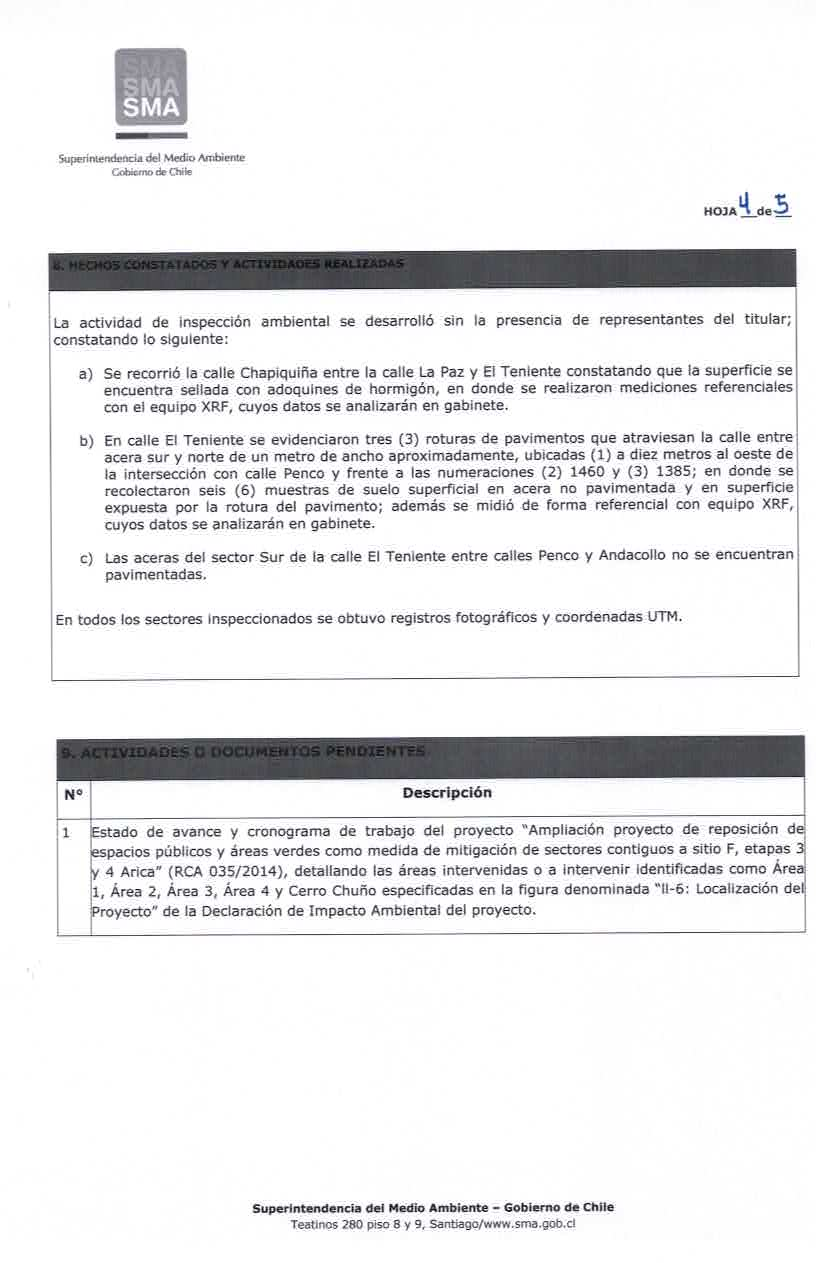 SMA
SMA
SMA
Superintendencia del Medio Ambiente
Gobierno de Chile
HOJA 4 de 5
8. HECHOS CONSTATADOS Y ACTIVIDADES REALIZADAS
La actividad de inspección ambiental se desarrolló sin la presencia de representantes del titular;
constatando lo siguiente:
a) Se recorrió la calle Chapiquiña entre la calle La Paz y El Teniente constatando que la superficie se
encuentra sellada con adoquines de hormigón, en donde se realizaron mediciones referenciales
con el equipo XRF, cuyos datos se analizarán en gabinete.
b) En calle El Teniente se evidenciaron tres (3) roturas de pavimentos que atraviesan la calle entre
acera sur y norte de un metro de ancho aproximadamente, ubicadas (1) a diez metros al oeste de
la intersección con calle Penco y frente a las numeraciones (2) 1460 y (3) 1385; en donde se
recolectaron seis (6) muestras de suelo superficial en acera no pavimentada y en superficie
expuesta por la rotura del pavimento; además se midió de forma referencial con equipo XRF,
cuyos datos se analizarán en gabinete.
c) Las aceras del sector Sur de la calle El Teniente entre calles Penco y Andacollo no se encuentran
pavimentadas.
En todos los sectores inspeccionados se obtuvo registros fotográficos y coordenadas UTM.
9. ACTIVIDADES O DOCUMENTOS PENDIENTES
Nº Descripción
1 Estado de avance y cronograma de trabajo del proyecto "Ampliación proyecto de reposición de
espacios públicos y áreas verdes como medida de mitigación de sectores contiguos a sitio F, etapas 3
y 4 Arica" (RCA 035/2014), detallando las áreas intervenidas o a intervenir identificadas como Área
1, Área 2, Área 3, Área 4 y Cerro Chuño especificadas en la figura denominada "II-6: Localización del
Proyecto" de la Declaración de Impacto Ambiental del proyecto.
Superintendencia del Medio Ambiente – Gobierno de Chile
Teatinos 280 piso 8 y 9, Santiago/www.sma.gob.cl